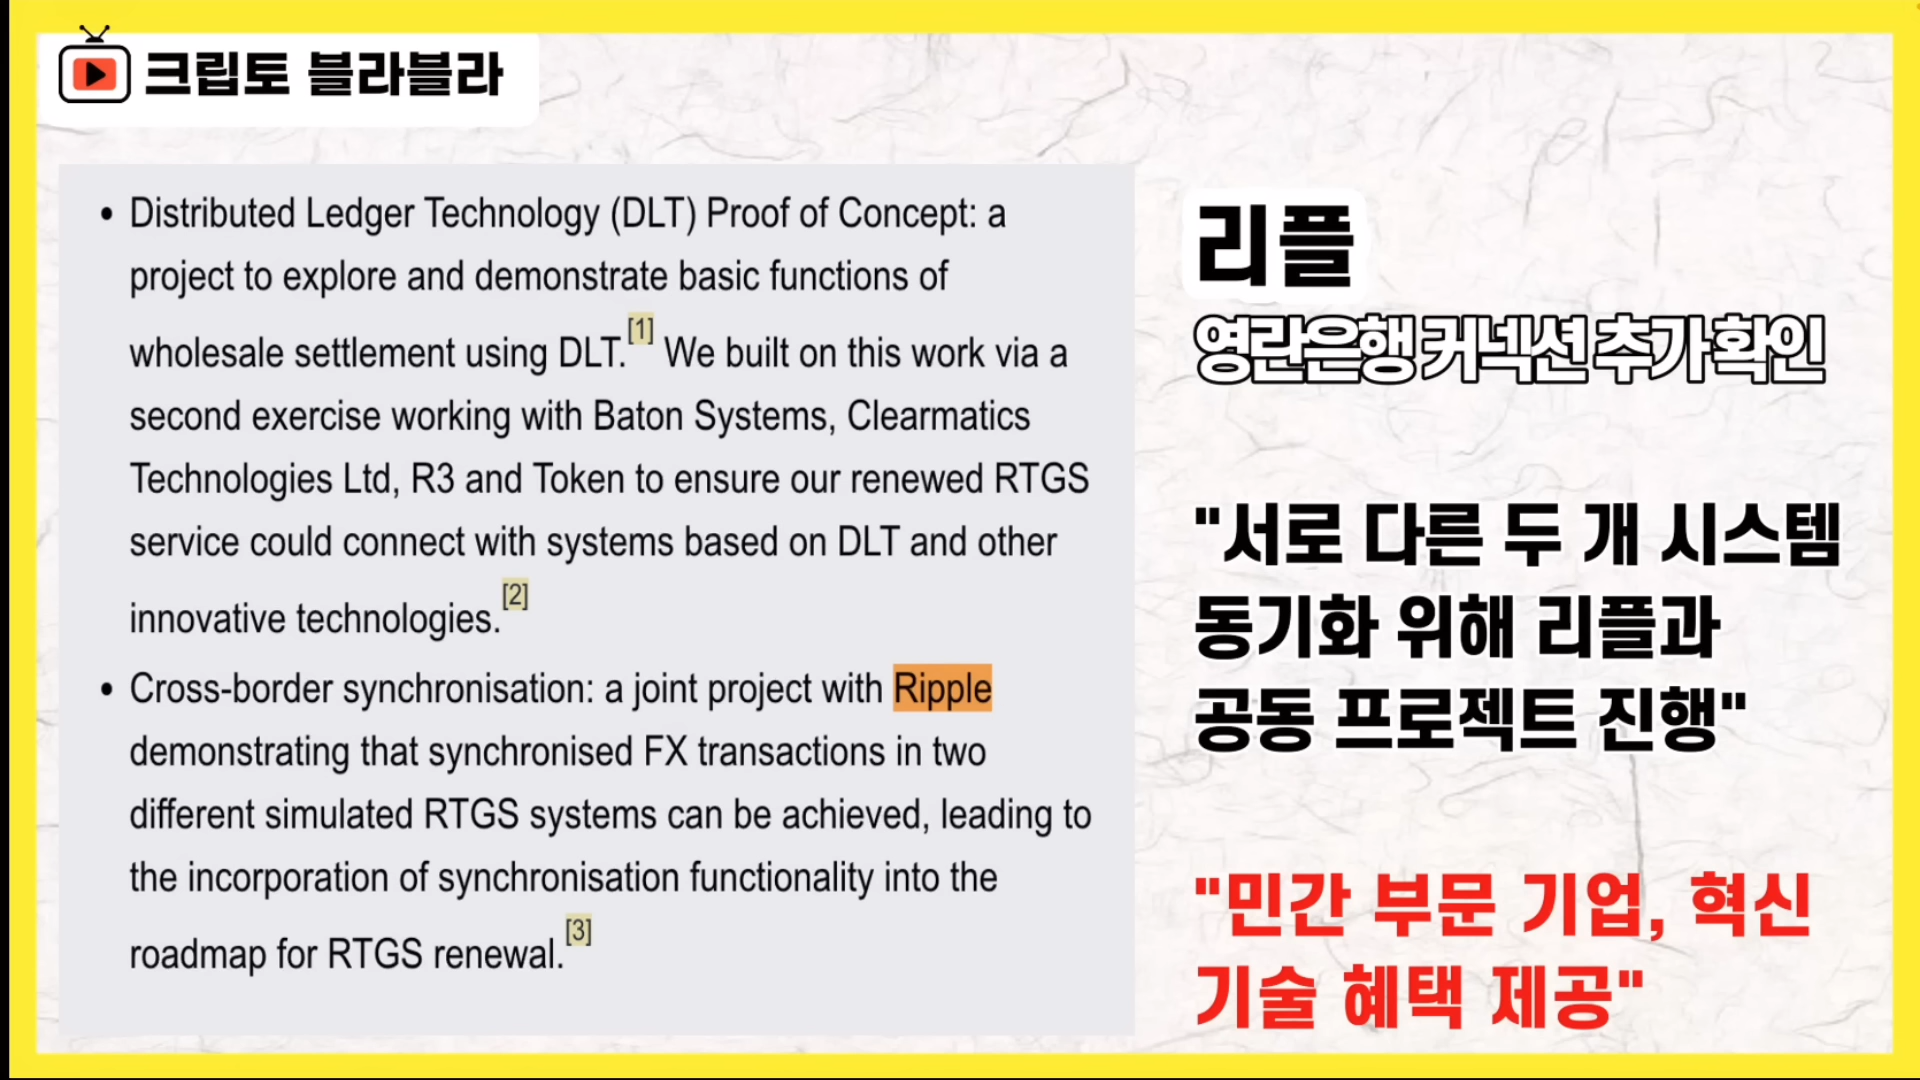 크립토 블라블라
• Distributed Ledger Technology (DLT) Proof of Concept: a
project to explore and demonstrate basic functions of
wholesale settlement using DLT.[1] We built on this work via a
second exercise working with Baton Systems, Clearmatics
Technologies Ltd, R3 and Token to ensure our renewed RTGS
service could connect with systems based on DLT and other
innovative technologies.[2]
• Cross-border synchronisation: a joint project with Ripple
demonstrating that synchronised FX transactions in two
different simulated RTGS systems can be achieved, leading to
the incorporation of synchronisation functionality into the
roadmap for RTGS renewal.[3]
리플
영란은행 커넥션 추가 확인
"서로 다른 두 개 시스템
동기화 위해 리플과
공동 프로젝트 진행"
"민간 부문 기업, 혁신
기술 혜택 제공"